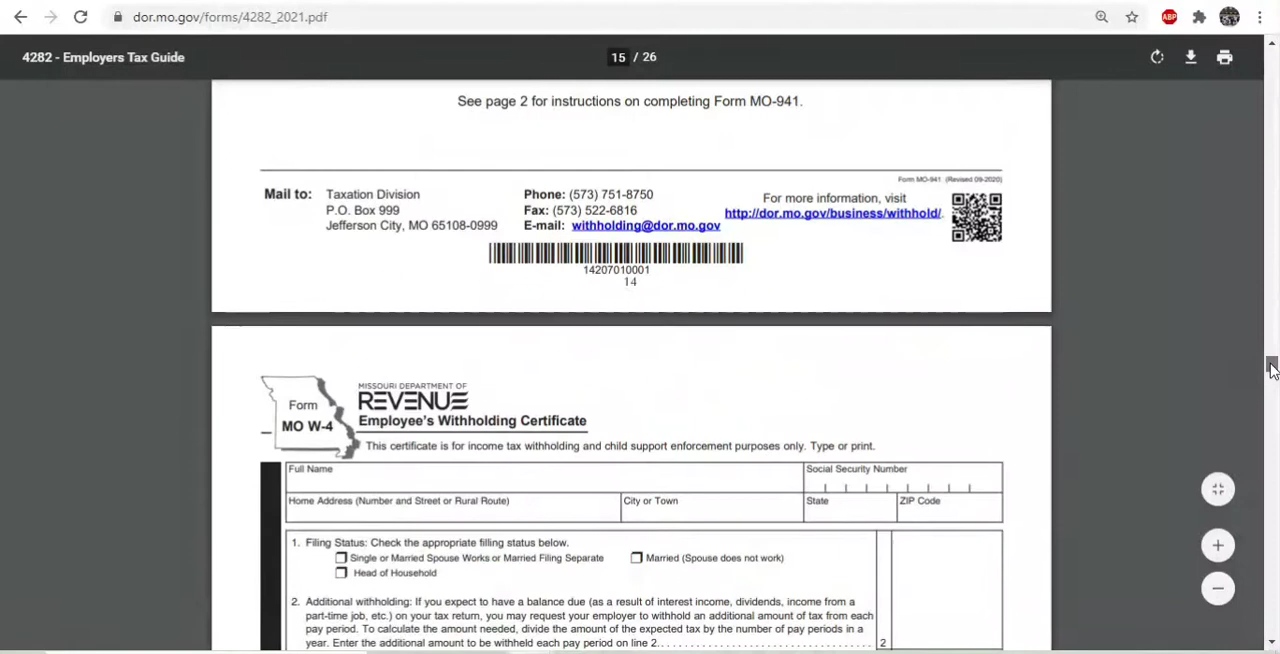 dor.mo.gov/forms/4282_2021.pdf
ABP
4282 - Employers Tax Guide
15 / 26
See page 2 for instructions on completing Form MO-941.
Form MO-941 (Revised 09-2020)
Mail to: Taxation Division
P.O. Box 999
Jefferson City, MO 65108-0999
Phone: (573) 751-8750
Fax: (573) 522-6816
E-mail: withholding@dor.mo.gov
For more information, visit
http://dor.mo.gov/business/withhold/.
14207010001
14
Form
MO W-4
MISSOURI DEPARTMENT OF
REVENUE
Employee's Withholding Certificate
This certificate is for income tax withholding and child support enforcement purposes only. Type or print.
Full Name
Social Security Number
Home Address (Number and Street or Rural Route)
City or Town
State
ZIP Code
1. Filing Status: Check the appropriate filling status below.
Single or Married Spouse Works or Married Filing Separate
Married (Spouse does not work)
Head of Household
2. Additional withholding: If you expect to have a balance due (as a result of interest income, dividends, income from a
part-time job, etc.) on your tax return, you may request your employer to withhold an additional amount of tax from each
pay period. To calculate the amount needed, divide the amount of the expected tax by the number of pay periods in a
year. Enter the additional amount to be withheld each pay period on line 2. . . . . . . . . . . . . . . . . . . . . . . . . . . . . . 2